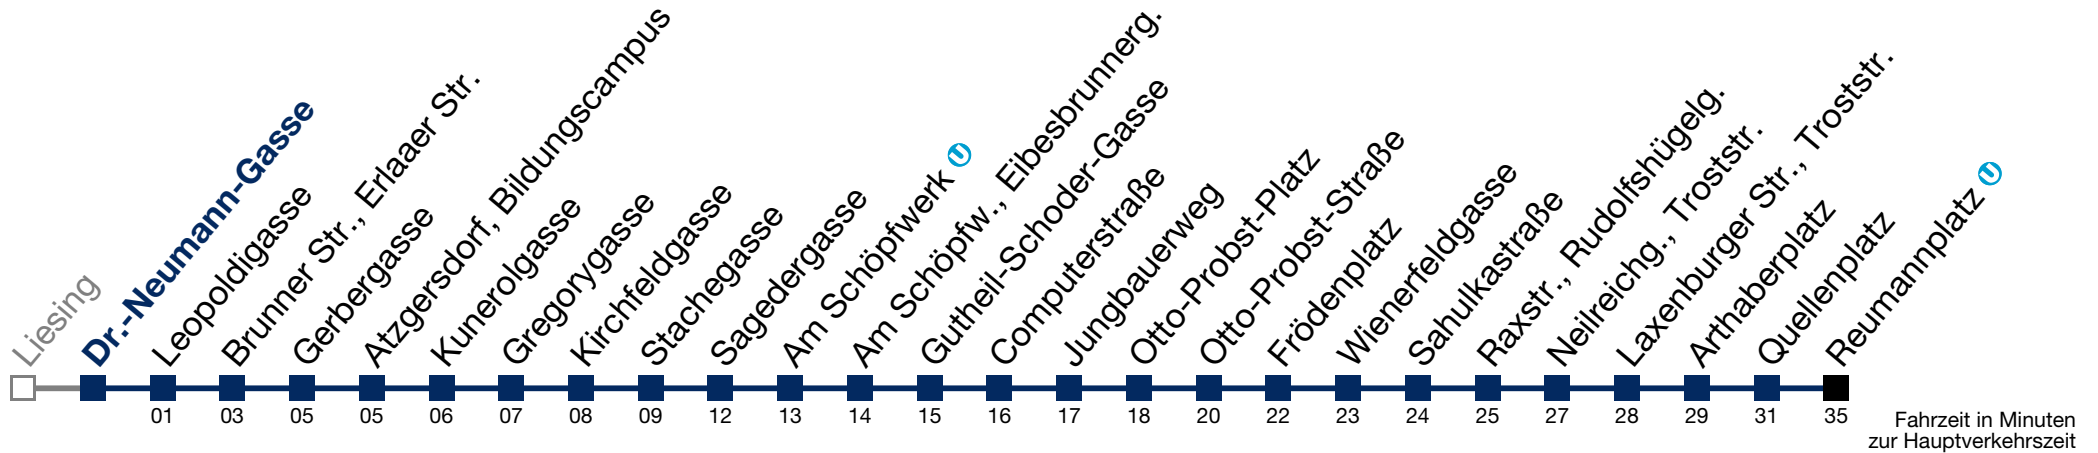 Liesing
Dr.-Neumann-Gasse
Leopoldigasse
Brunner Str., Erlaaer Str.
Gerbergasse
Atzgersdorf, Bildungscampus
Kunerolgasse
Gregorygasse
Kirchfeldgasse
Stachegasse
Sagedergasse
Am Schöpfwerk U
Am Schöpfw., Eibesbrunnerg.
Gutheil-Schoder-Gasse
Computerstraße
Jungbauerweg
Otto-Probst-Platz
Otto-Probst-Straße
Frödenplatz
Wienerfeldgasse
Sahulkastraße
Raxstr., Rudolfshügelg.
Neilreichg., Troststr.
Laxenburger Str., Troststr.
Arthaberplatz
Quellenplatz
Reumannplatz U
01 03 05 05 06 07 08 09 12 13 14 15 16 17 18 20 22 23 24 25 27 28 29 31 35
Fahrzeit in Minuten
zur Hauptverkehrszeit